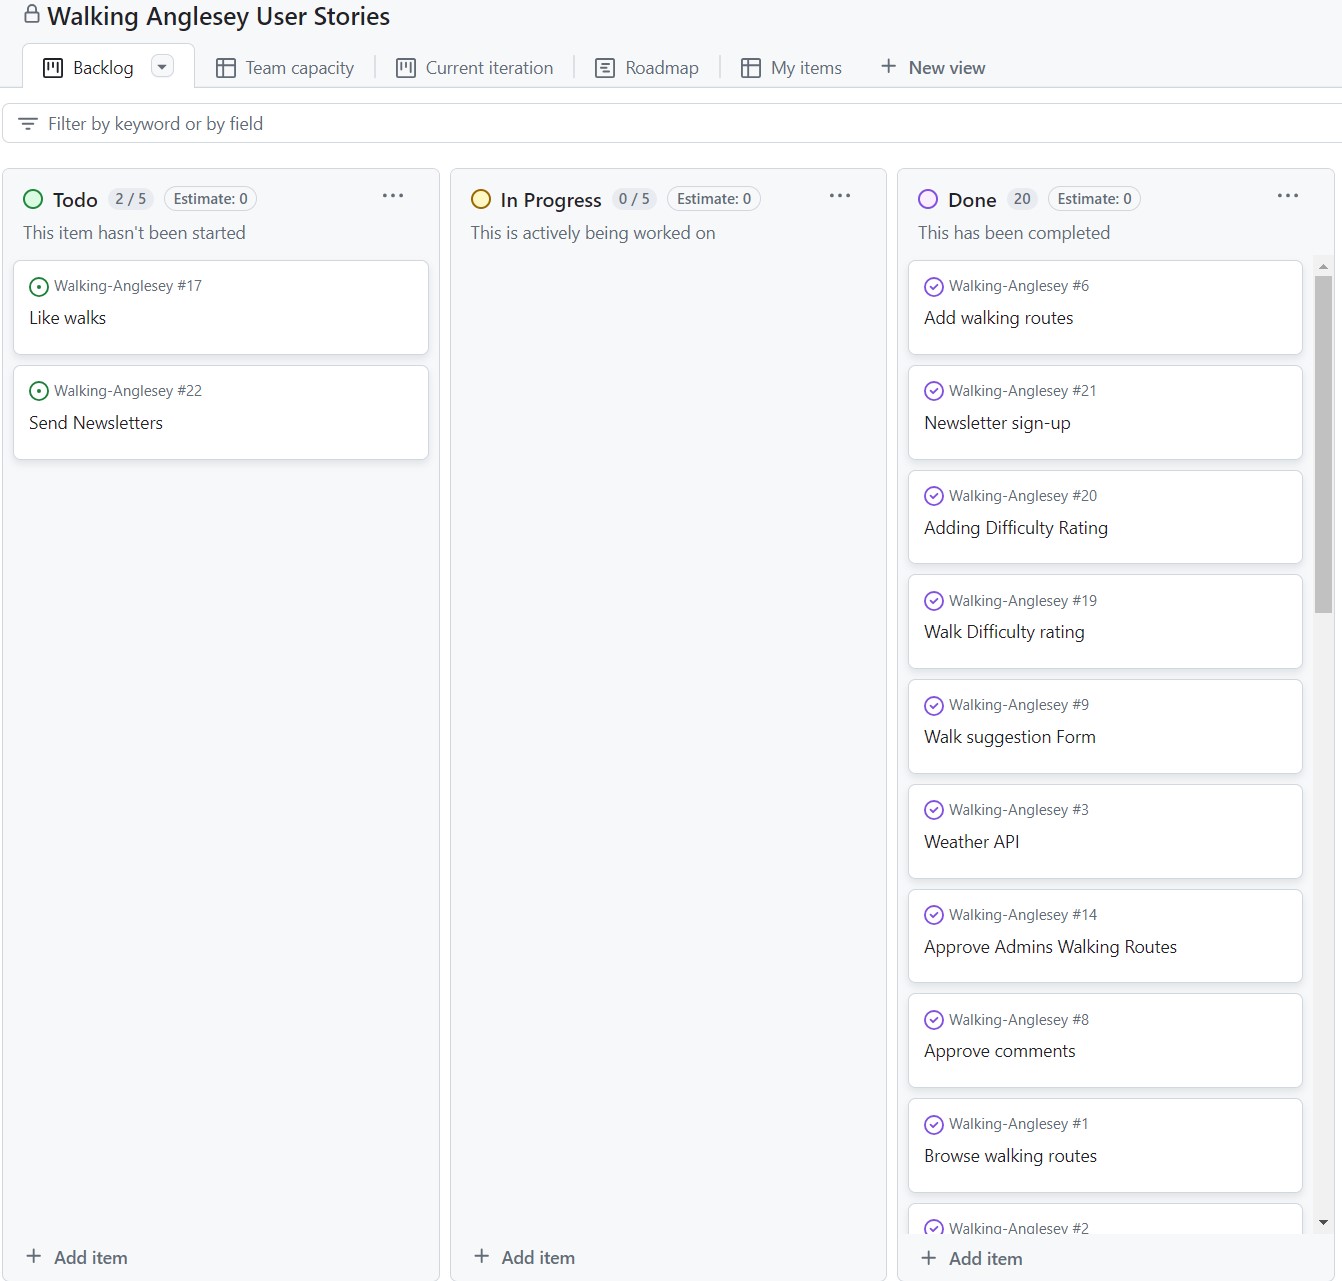 Walking Anglesey User Stories
Backlog
Team capacity
Current iteration
Roadmap
My items
New view
Filter by keyword or by field
Todo 2 / 5 Estimate: 0
This item hasn't been started
Walking-Anglesey #17
Like walks
Walking-Anglesey #22
Send Newsletters
Add item
In Progress 0 / 5 Estimate: 0
This is actively being worked on
Add item
Done 20 Estimate: 0
This has been completed
Walking-Anglesey #6
Add walking routes
Walking-Anglesey #21
Newsletter sign-up
Walking-Anglesey #20
Adding Difficulty Rating
Walking-Anglesey #19
Walk Difficulty rating
Walking-Anglesey #9
Walk suggestion Form
Walking-Anglesey #3
Weather API
Walking-Anglesey #14
Approve Admins Walking Routes
Walking-Anglesey #8
Approve comments
Walking-Anglesey #1
Browse walking routes
Walking-Anglesey #2
Add item